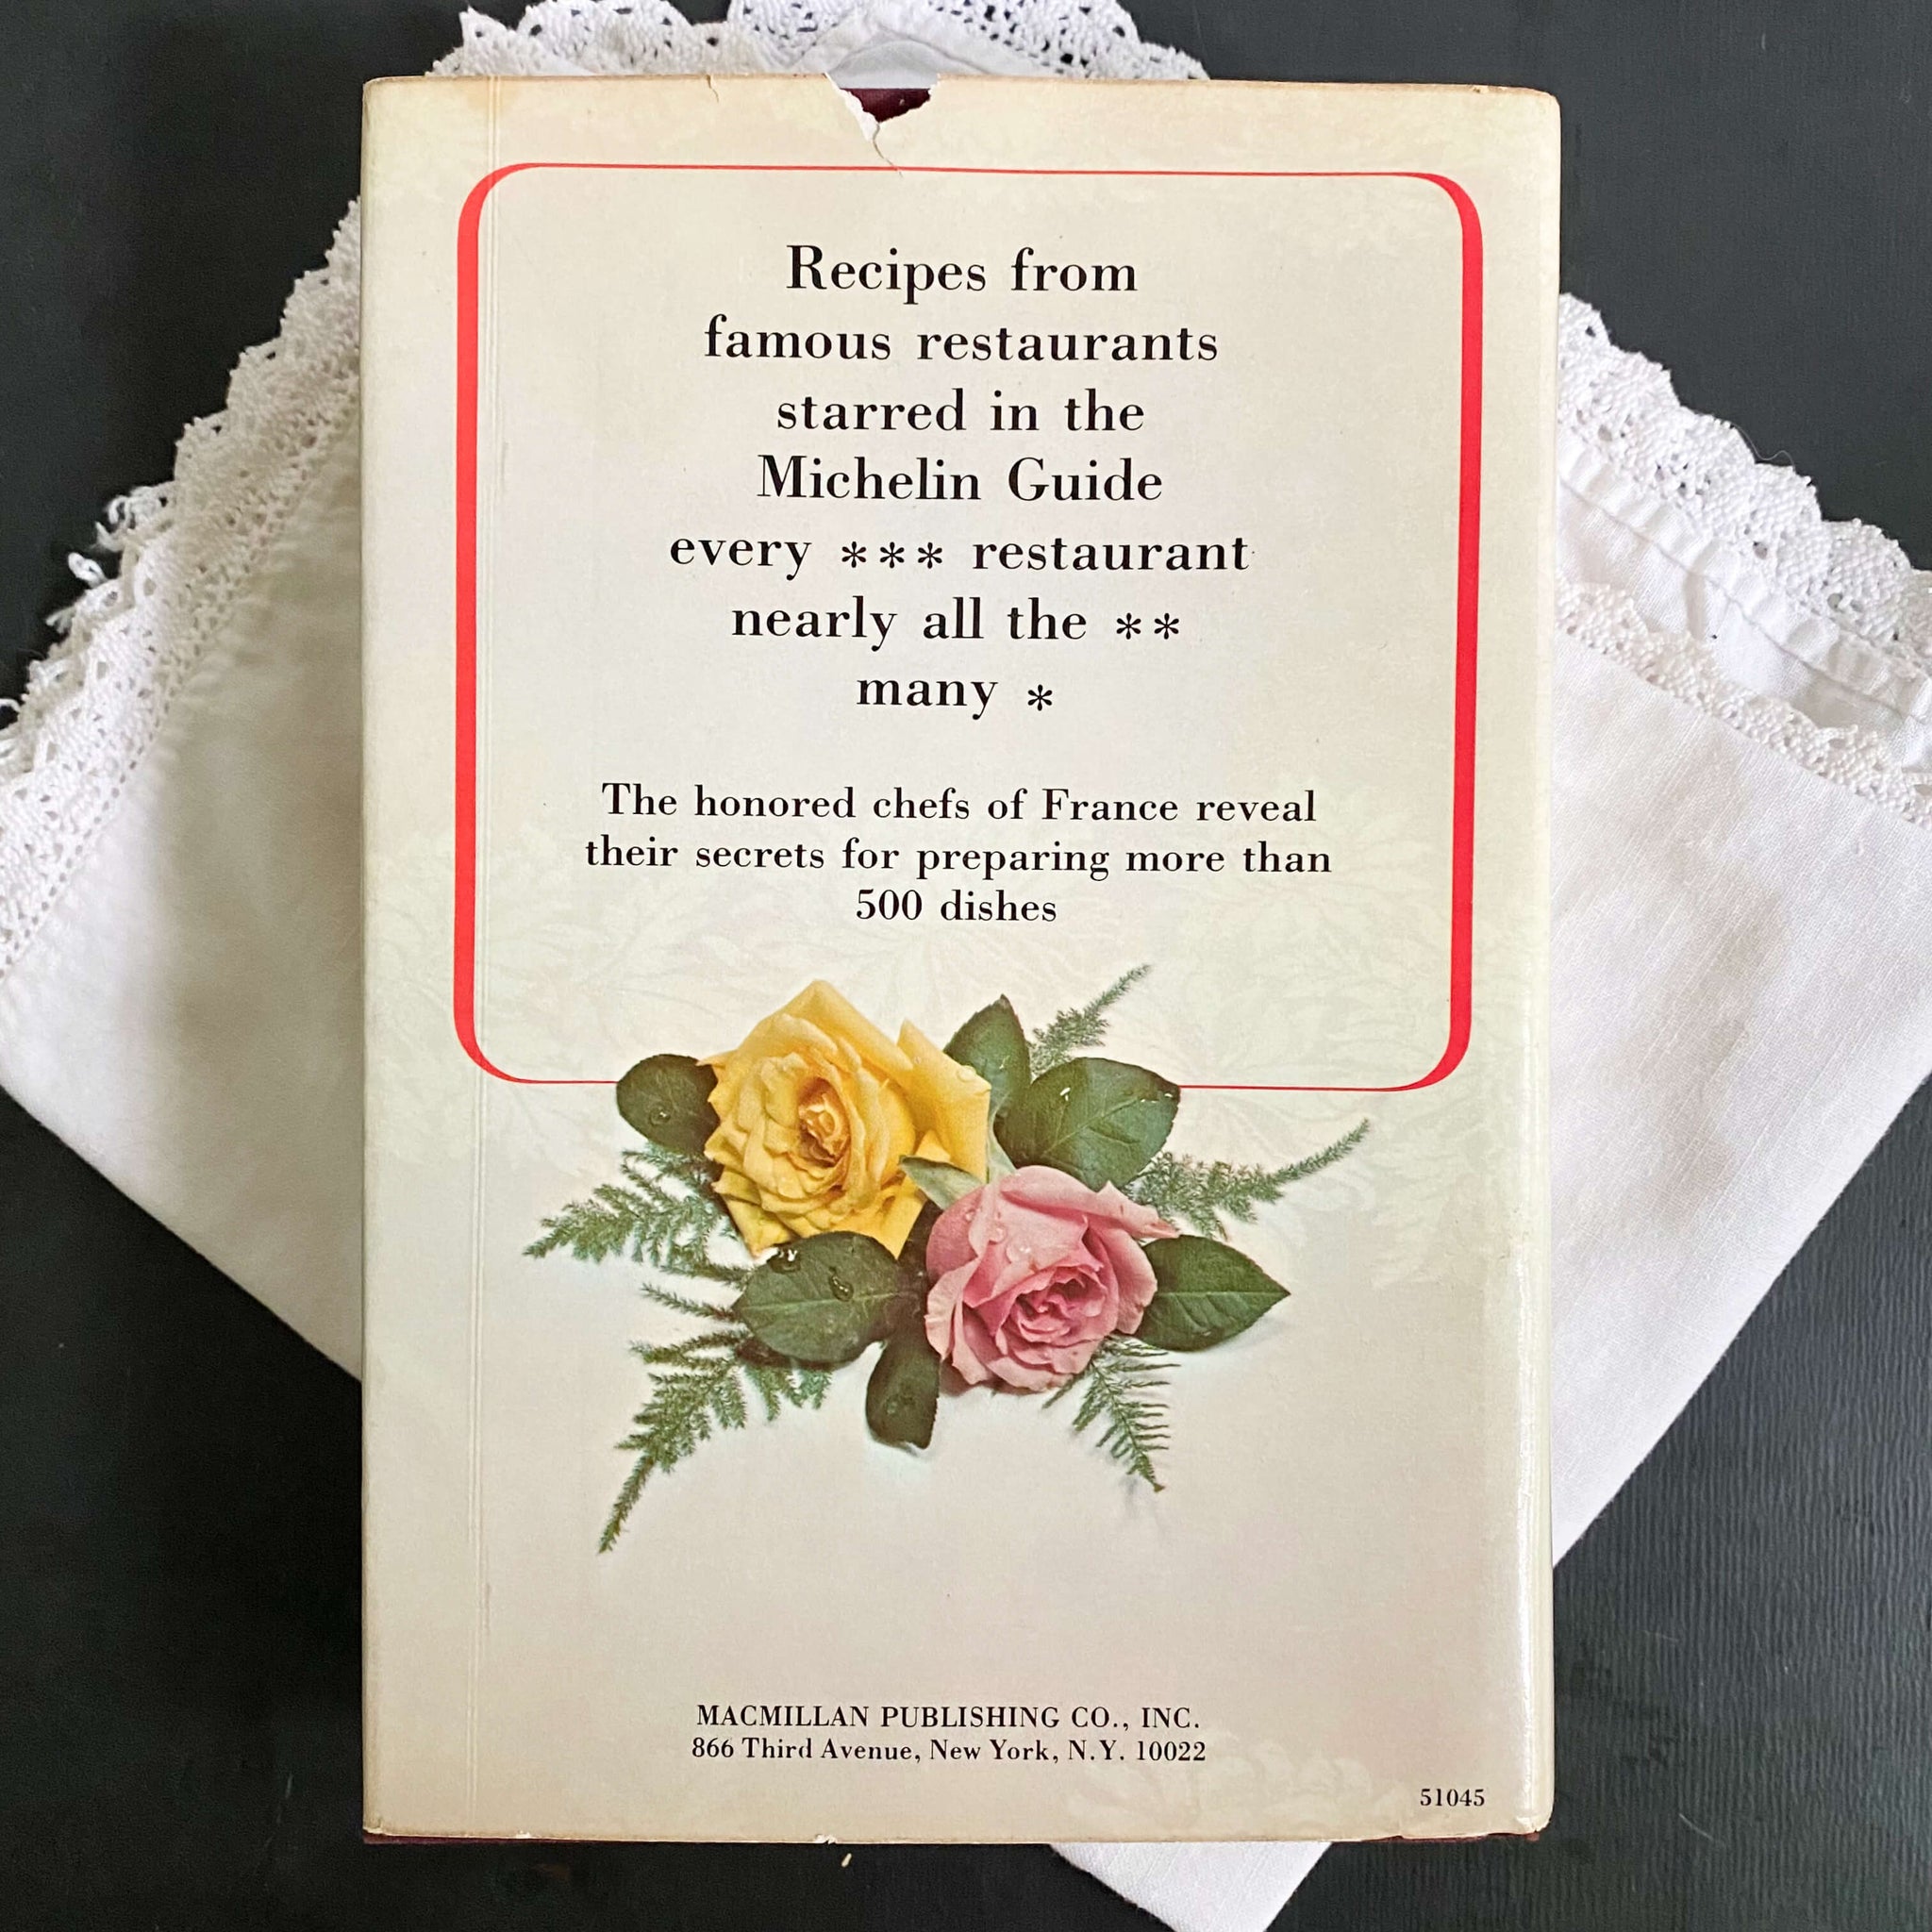 Recipes from
famous restaurants
starred in the
Michelin Guide
every *** restaurant
nearly all the **
many *
The honored chefs of France reveal
their secrets for preparing more than
500 dishes
MACMILLAN PUBLISHING CO., INC.
866 Third Avenue, New York, N.Y. 10022
51045